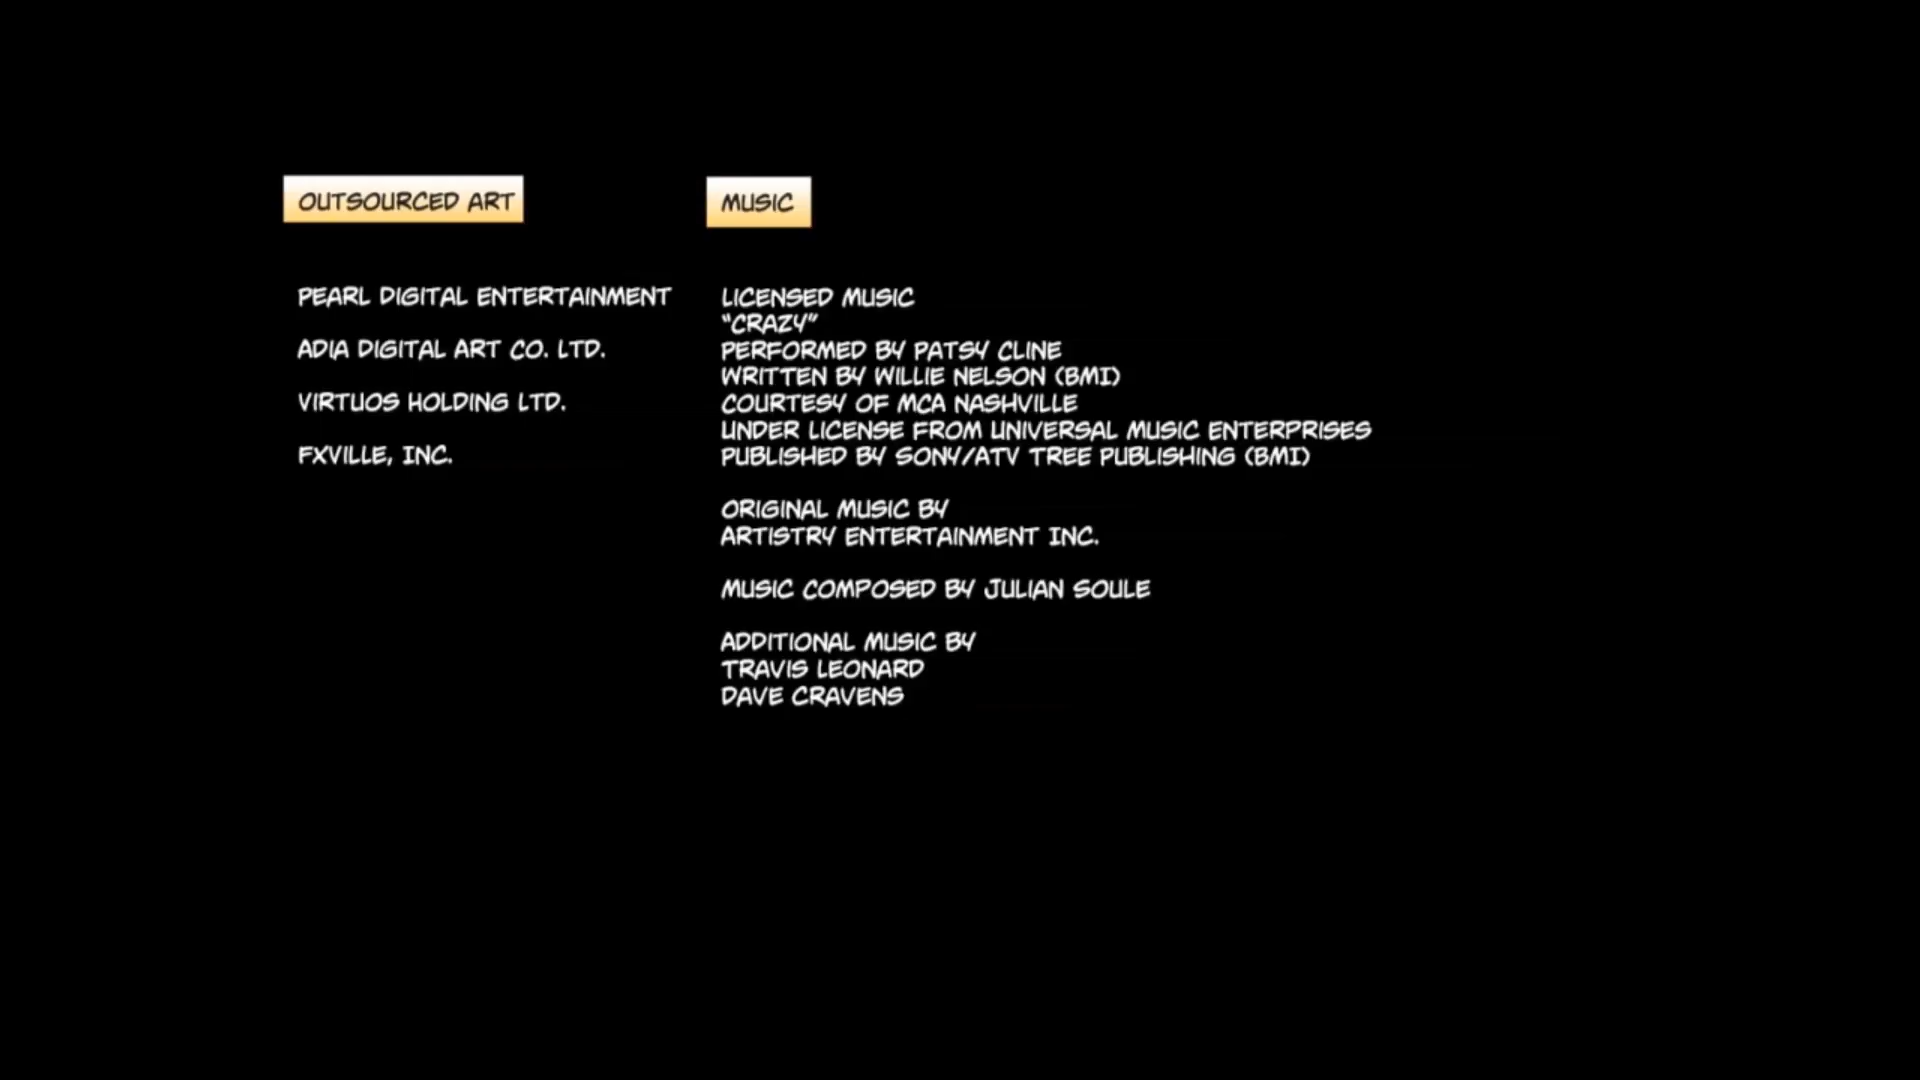 OUTSOURCED ART
PEARL DIGITAL ENTERTAINMENT
ADIA DIGITAL ART CO. LTD.
VIRTUOS HOLDING LTD.
FXVILLE, INC.
MUSIC
LICENSED MUSIC
"CRAZY"
PERFORMED BY PATSY CLINE
WRITTEN BY WILLIE NELSON (BMI)
COURTESY OF MCA NASHVILLE
UNDER LICENSE FROM UNIVERSAL MUSIC ENTERPRISES
PUBLISHED BY SONY/ATV TREE PUBLISHING (BMI)
ORIGINAL MUSIC BY
ARTISTRY ENTERTAINMENT INC.
MUSIC COMPOSED BY JULIAN SOULE
ADDITIONAL MUSIC BY
TRAVIS LEONARD
DAVE CRAVENS